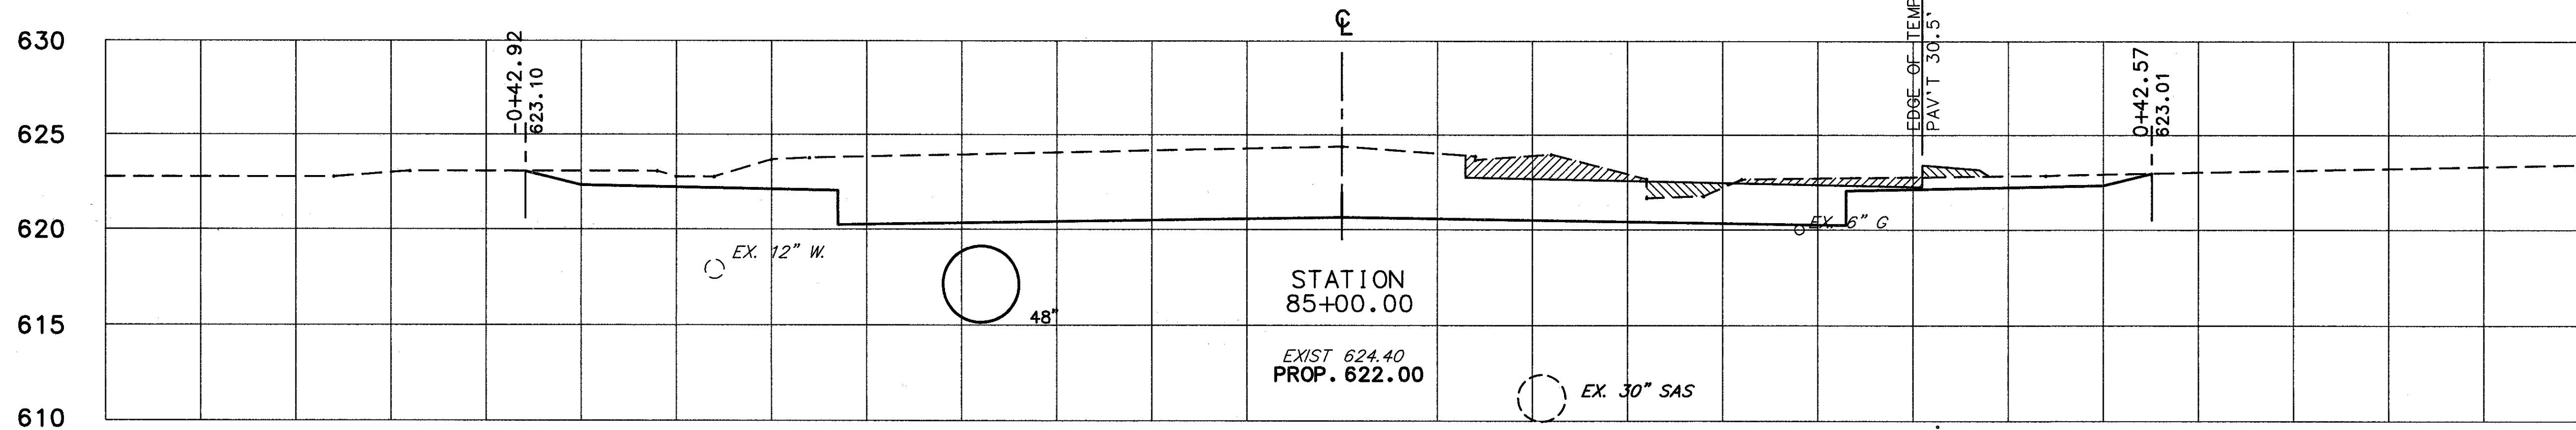 ℄
630
625
620
615
610
-0+42.92
623.10
EDGE OF TEMP
PAV'T 30.5'
0+42.57
623.01
EX. 12" W.
48"
EX. 6" G
STATION
85+00.00
EXIST 624.40
PROP. 622.00
EX. 30" SAS